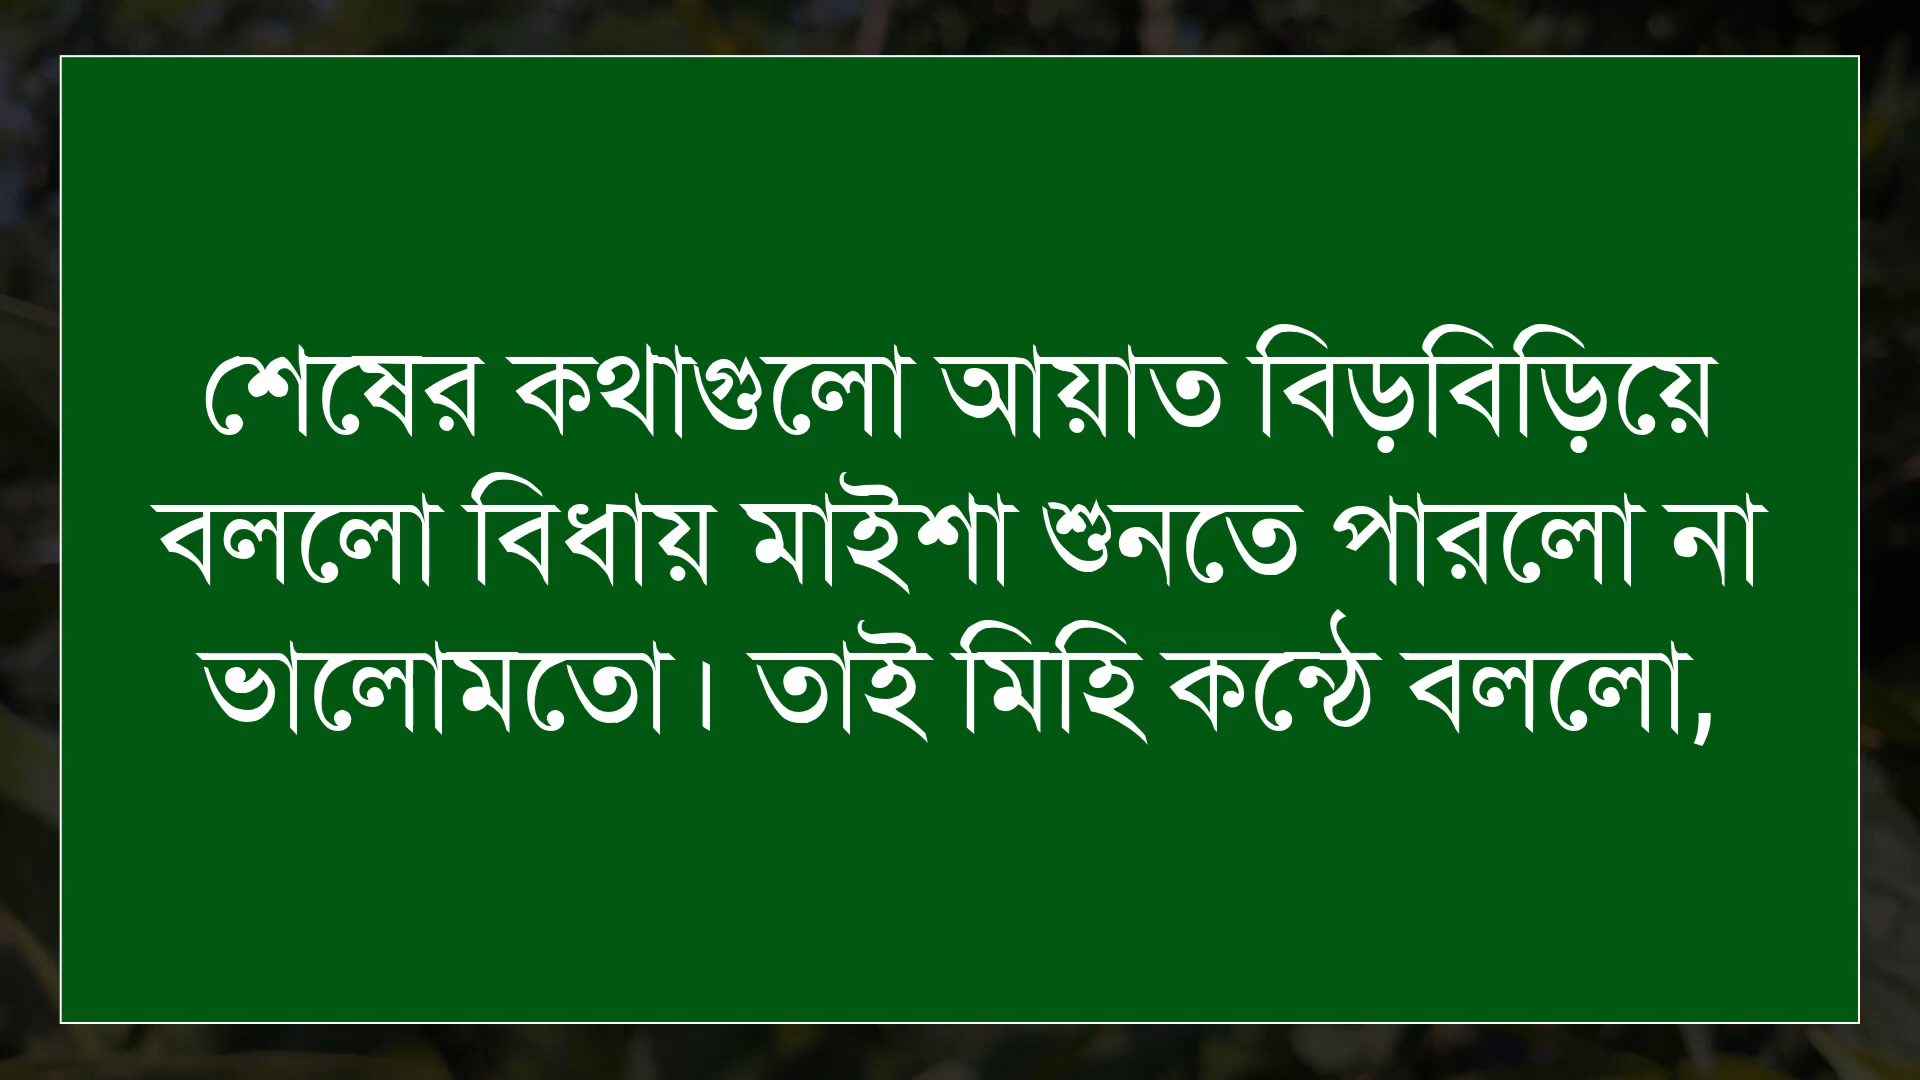 শেষের কথাগুলো আয়াত বিড়বিড়িয়ে
বললো বিধায় মাইশা শুনতে পারলো না
ভালোমতো। তাই মিহি কন্ঠে বললো,